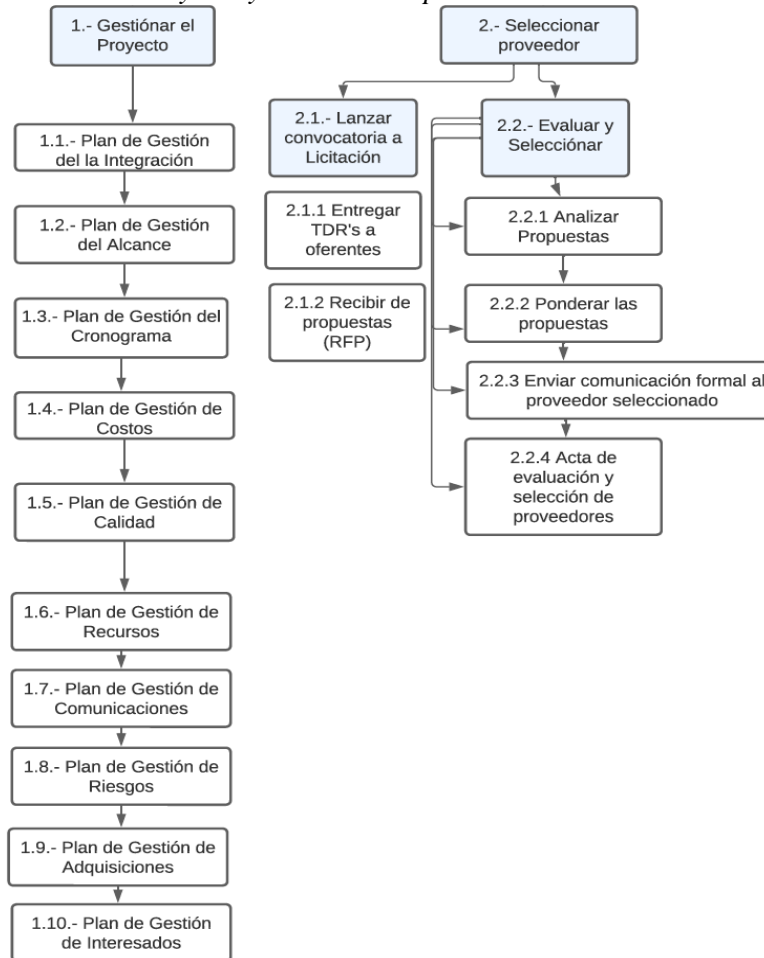 1.- Gestiónar el
Proyecto
1.1.- Plan de Gestión
del la Integración
1.2.- Plan de Gestión
del Alcance
1.3.- Plan de Gestión del
Cronograma
1.4.- Plan de Gestión de
Costos
1.5.- Plan de Gestión de
Calidad
1.6.- Plan de Gestión de
Recursos
1.7.- Plan de Gestión de
Comunicaciones
1.8.- Plan de Gestión de
Riesgos
1.9.- Plan de Gestión de
Adquisiciones
1.10.- Plan de Gestión
de Interesados
2.- Seleccionar
proveedor
2.1.- Lanzar
convocatoria a
Licitación
2.1.1 Entregar
TDR's a
oferentes
2.1.2 Recibir de
propuestas
(RFP)
2.2.- Evaluar y
Selecciónar
2.2.1 Analizar
Propuestas
2.2.2 Ponderar las
propuestas
2.2.3 Enviar comunicación formal al
proveedor seleccionado
2.2.4 Acta de
evaluación y
selección de
proveedores